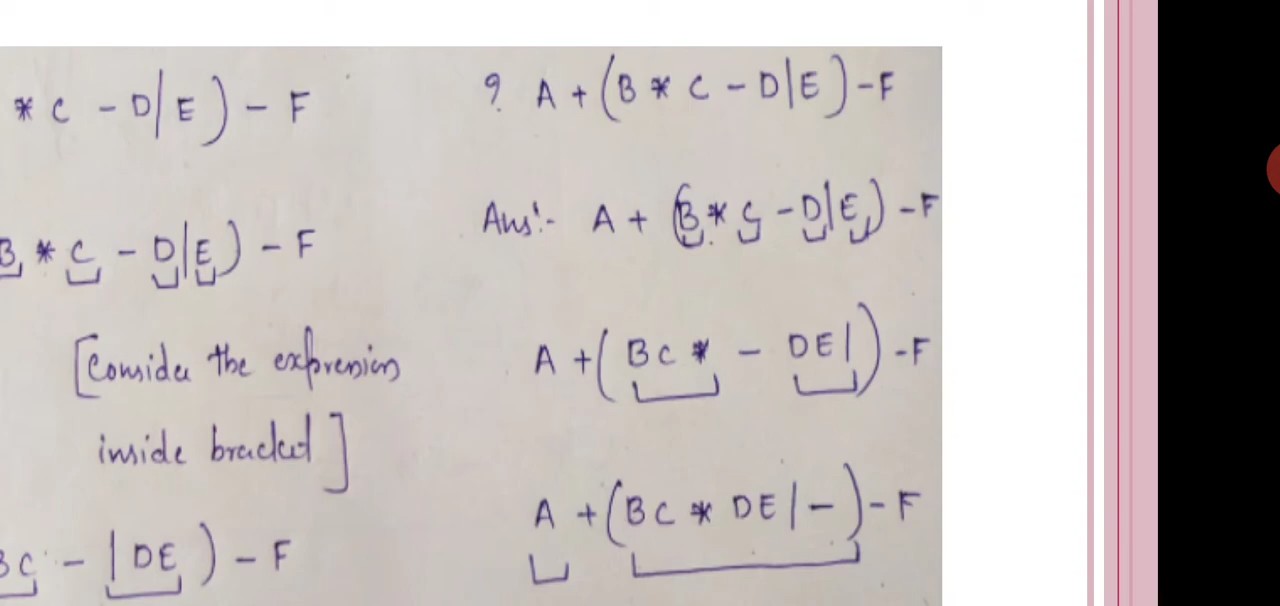 * C - D/E) - F
B * C - D/E) - F
[Consider the expression
inside bracket]
BC - /DE) - F
? A + (B * C - D/E) - F
Ans:- A + (B * C - D/E) - F
A + (BC* - DE/) - F
A + (BC * DE/-) - F